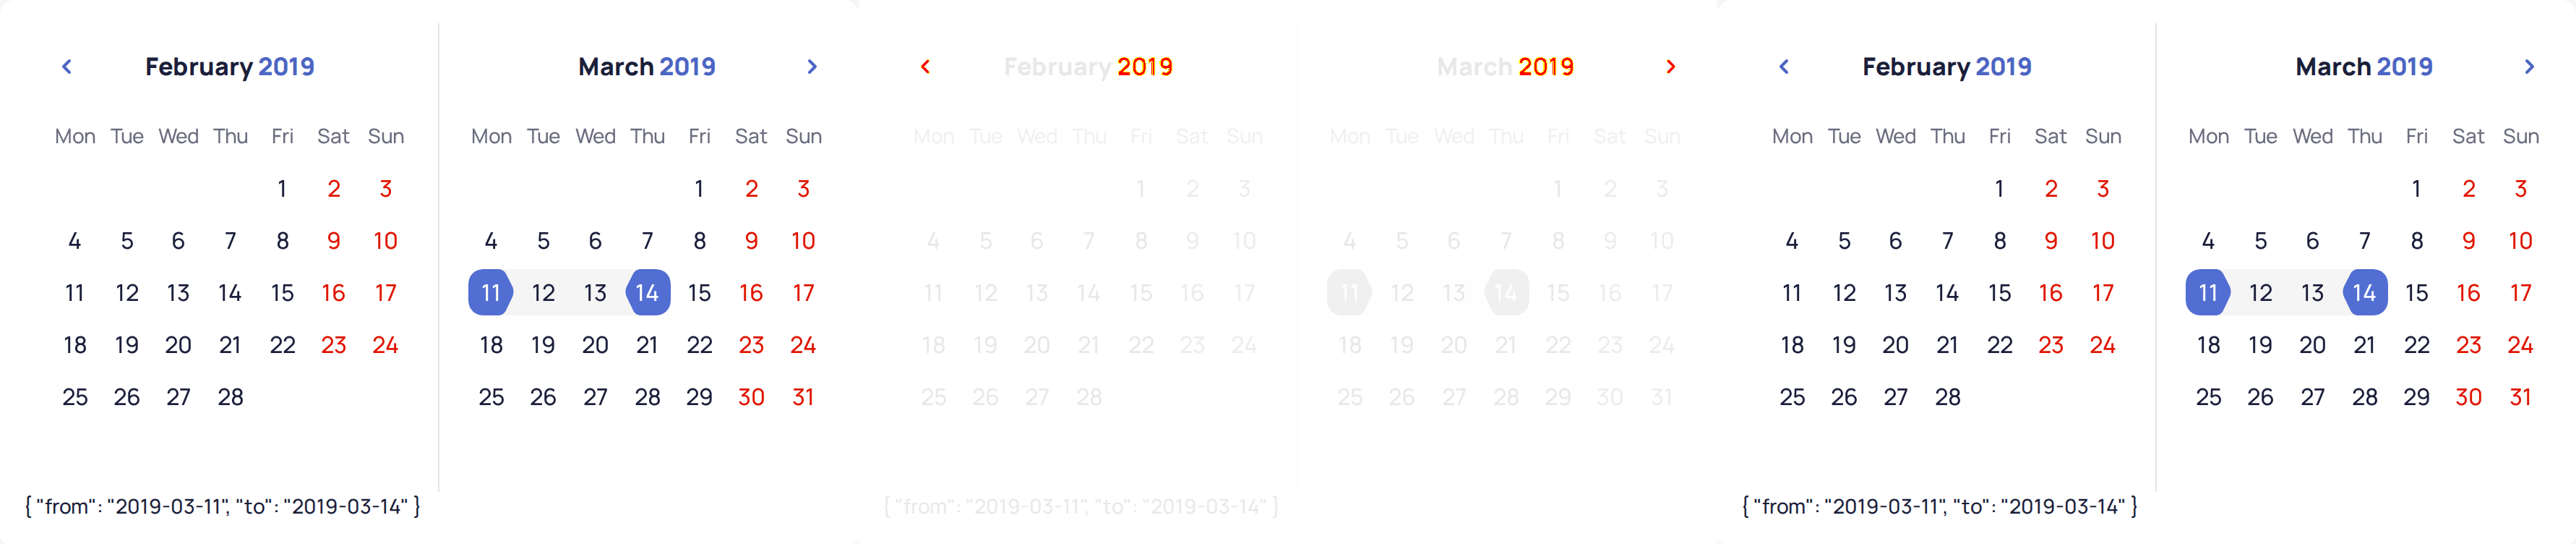 February 2019 March 2019 February 2019 March 2019 February 2019 March 2019
Mon Tue Wed Thu Fri Sat Sun Mon Tue Wed Thu Fri Sat Sun Mon Tue Wed Thu Fri Sat Sun Mon Tue Wed Thu Fri Sat Sun Mon Tue Wed Thu Fri Sat Sun Mon Tue Wed Thu Fri Sat Sun
1 2 3 1 2 3 1 2 3 1 2 3 1 2 3 1 2 3
4 5 6 7 8 9 10 4 5 6 7 8 9 10 4 5 6 7 8 9 10 4 5 6 7 8 9 10 4 5 6 7 8 9 10 4 5 6 7 8 9 10
11 12 13 14 15 16 17 11 12 13 14 15 16 17 11 12 13 14 15 16 17 11 12 13 14 15 16 17 11 12 13 14 15 16 17 11 12 13 14 15 16 17
18 19 20 21 22 23 24 18 19 20 21 22 23 24 18 19 20 21 22 23 24 18 19 20 21 22 23 24 18 19 20 21 22 23 24 18 19 20 21 22 23 24
25 26 27 28 25 26 27 28 29 30 31 25 26 27 28 25 26 27 28 29 30 31 25 26 27 28 25 26 27 28 29 30 31
{ "from": "2019-03-11", "to": "2019-03-14" } { "from": "2019-03-11", "to": "2019-03-14" } { "from": "2019-03-11", "to": "2019-03-14" }